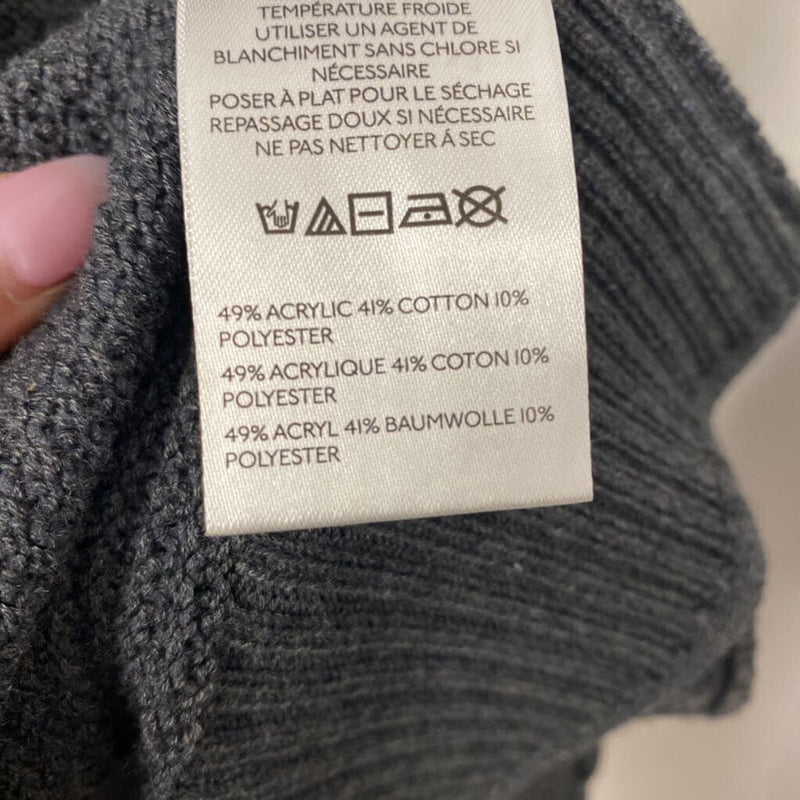 TEMPÉRATURE FROIDE
UTILISER UN AGENT DE
BLANCHIMENT SANS CHLORE SI
NÉCESSAIRE
POSER À PLAT POUR LE SÉCHAGE
REPASSAGE DOUX SI NÉCESSAIRE
NE PAS NETTOYER À SEC
49% ACRYLIC 41% COTTON 10%
POLYESTER
49% ACRYLIQUE 41% COTON 10%
POLYESTER
49% ACRYL 41% BAUMWOLLE 10%
POLYESTER